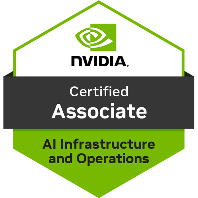 NVIDIA.
Certified
Associate
AI Infrastructure
and Operations